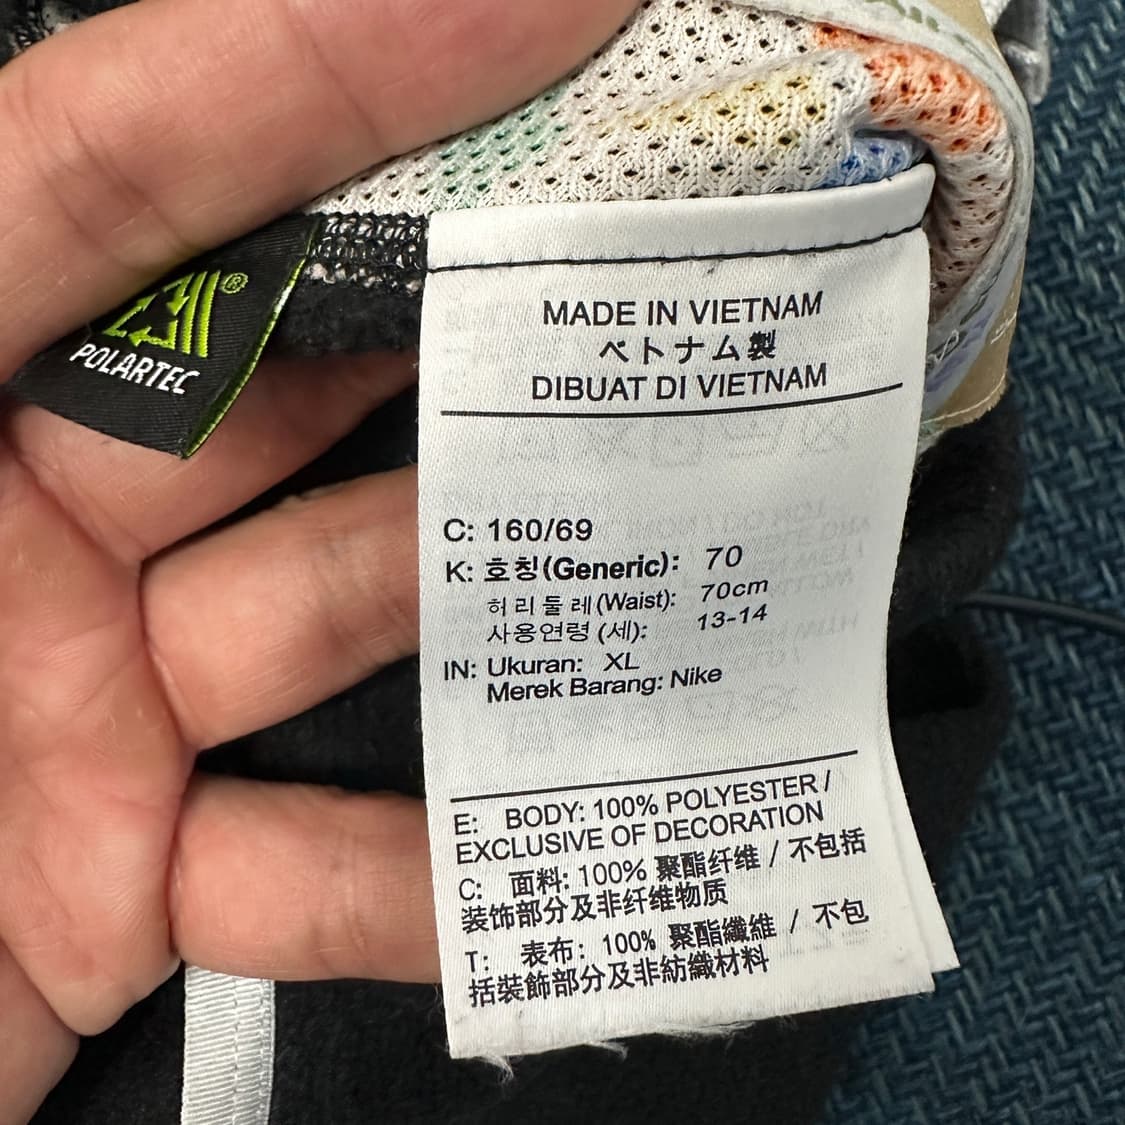 POLARTEC
®
MADE IN VIETNAM
ベトナム製
DIBUAT DI VIETNAM
C: 160/69
K: 호칭(Generic): 70
허리둘레(Waist): 70cm
사용연령(세): 13-14
IN: Ukuran: XL
Merek Barang: Nike
E: BODY: 100% POLYESTER /
EXCLUSIVE OF DECORATION
C: 面料: 100% 聚酯纤维 / 不包括
装饰部分及非纤维物质
T: 表布: 100% 聚酯纖維 / 不包
括裝飾部分及非紡織材料